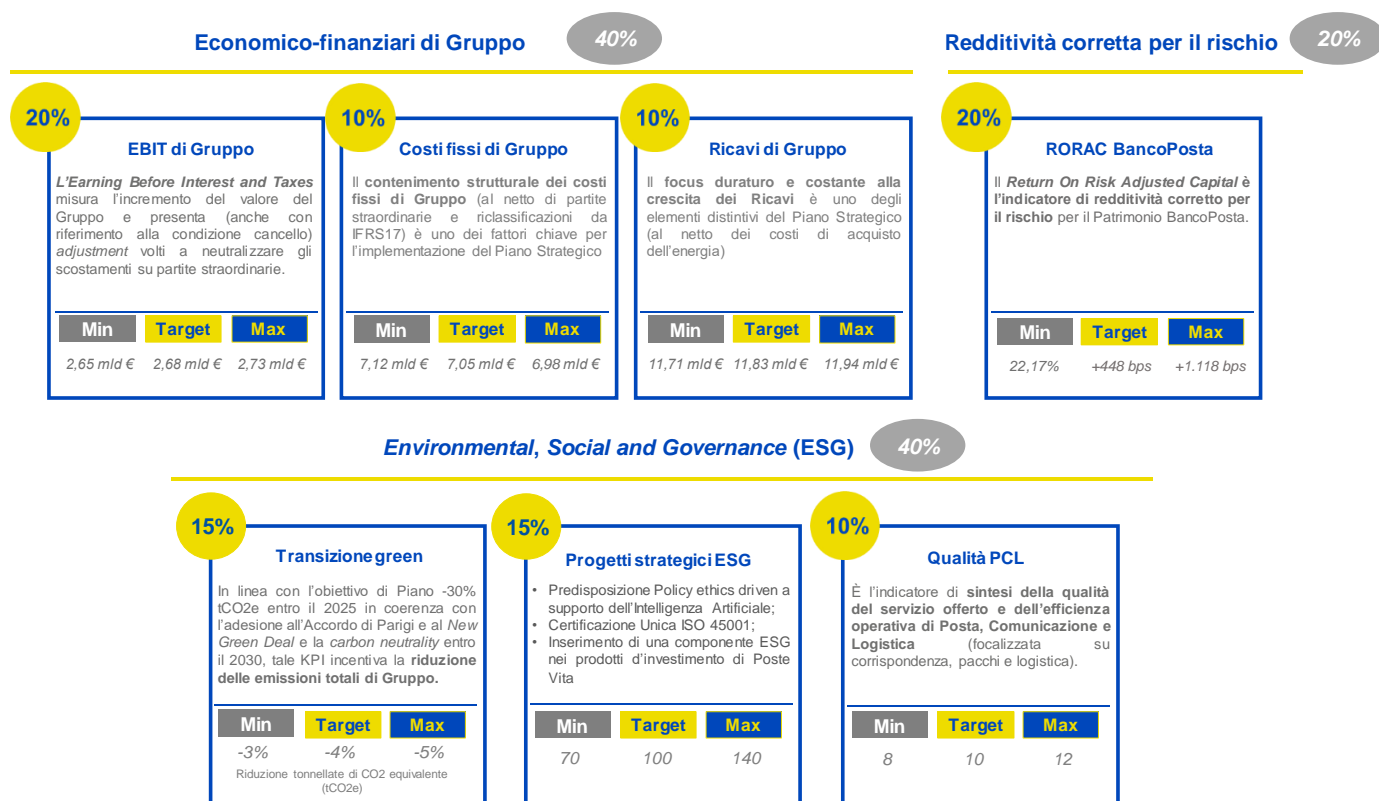 Economico-finanziari di Gruppo
40%
Redditività corretta per il rischio
20%
20%
EBIT di Gruppo
L'Earning Before Interest and Taxes
misura l'incremento del valore del
Gruppo e presenta (anche con
riferimento alla condizione cancello)
adjustment volti a neutralizzare gli
scostamenti su partite straordinarie.
Min Target Max
2,65 mld € 2,68 mld € 2,73 mld €
10%
Costi fissi di Gruppo
Il contenimento strutturale dei costi
fissi di Gruppo (al netto di partite
straordinarie e riclassificazioni da
IFRS17) è uno dei fattori chiave per
l'implementazione del Piano Strategico
Min Target Max
7,12 mld € 7,05 mld € 6,98 mld €
10%
Ricavi di Gruppo
Il focus duraturo e costante alla
crescita dei Ricavi è uno degli
elementi distintivi del Piano Strategico
(al netto dei costi di acquisto
dell'energia)
Min Target Max
11,71 mld € 11,83 mld € 11,94 mld €
20%
RORAC BancoPosta
Il Return On Risk Adjusted Capital è
l'indicatore di redditività corretto per
il rischio per il Patrimonio BancoPosta.
Min Target Max
22,17% +448 bps +1.118 bps
Environmental, Social and Governance (ESG)
40%
15%
Transizione green
In linea con l'obiettivo di Piano -30%
tCO2e entro il 2025 in coerenza con
l'adesione all'Accordo di Parigi e al New
Green Deal e la carbon neutrality entro
il 2030, tale KPI incentiva la riduzione
delle emissioni totali di Gruppo.
Min Target Max
-3% -4% -5%
Riduzione tonnellate di CO2 equivalente
(tCO2e)
15%
Progetti strategici ESG
• Predisposizione Policy ethics driven a
supporto dell'Intelligenza Artificiale;
• Certificazione Unica ISO 45001;
• Inserimento di una componente ESG
nei prodotti d'investimento di Poste
Vita
Min Target Max
70 100 140
10%
Qualità PCL
È l'indicatore di sintesi della qualità
del servizio offerto e dell'efficienza
operativa di Posta, Comunicazione e
Logistica (focalizzata su
corrispondenza, pacchi e logistica).
Min Target Max
8 10 12